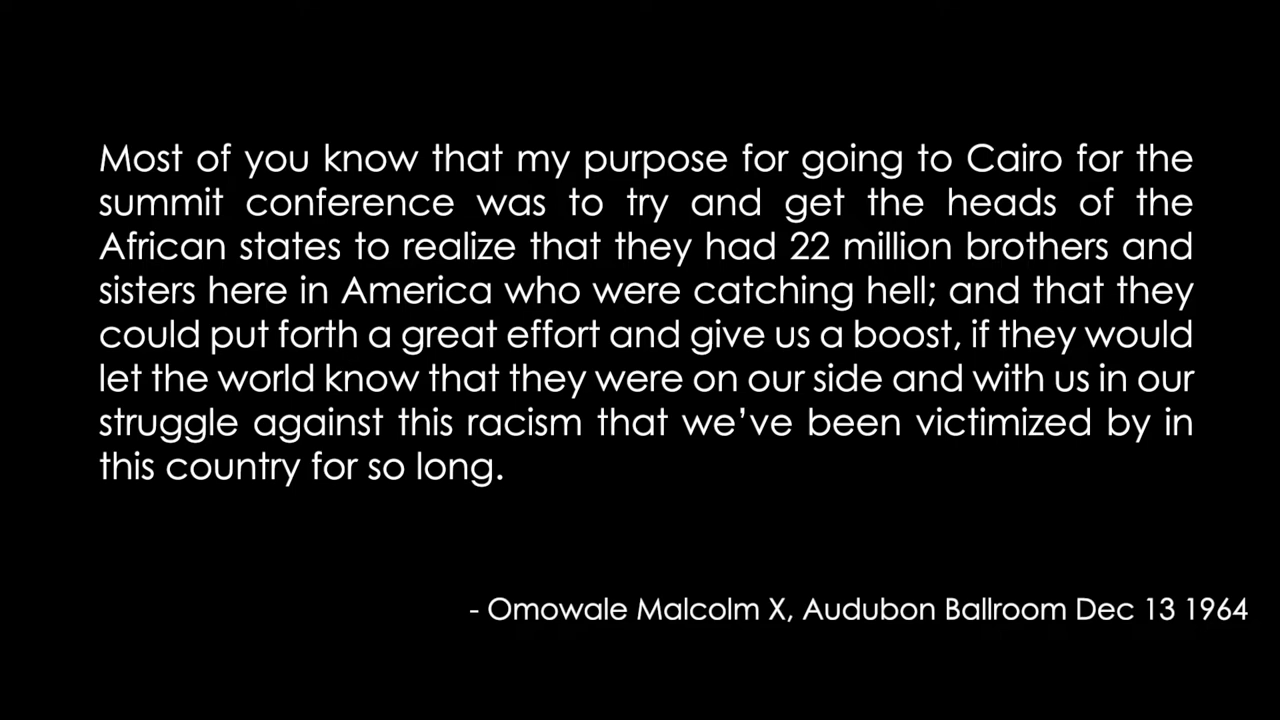 Most of you know that my purpose for going to Cairo for the
summit conference was to try and get the heads of the
African states to realize that they had 22 million brothers and
sisters here in America who were catching hell; and that they
could put forth a great effort and give us a boost, if they would
let the world know that they were on our side and with us in our
struggle against this racism that we’ve been victimized by in
this country for so long.
- Omowale Malcolm X, Audubon Ballroom Dec 13 1964